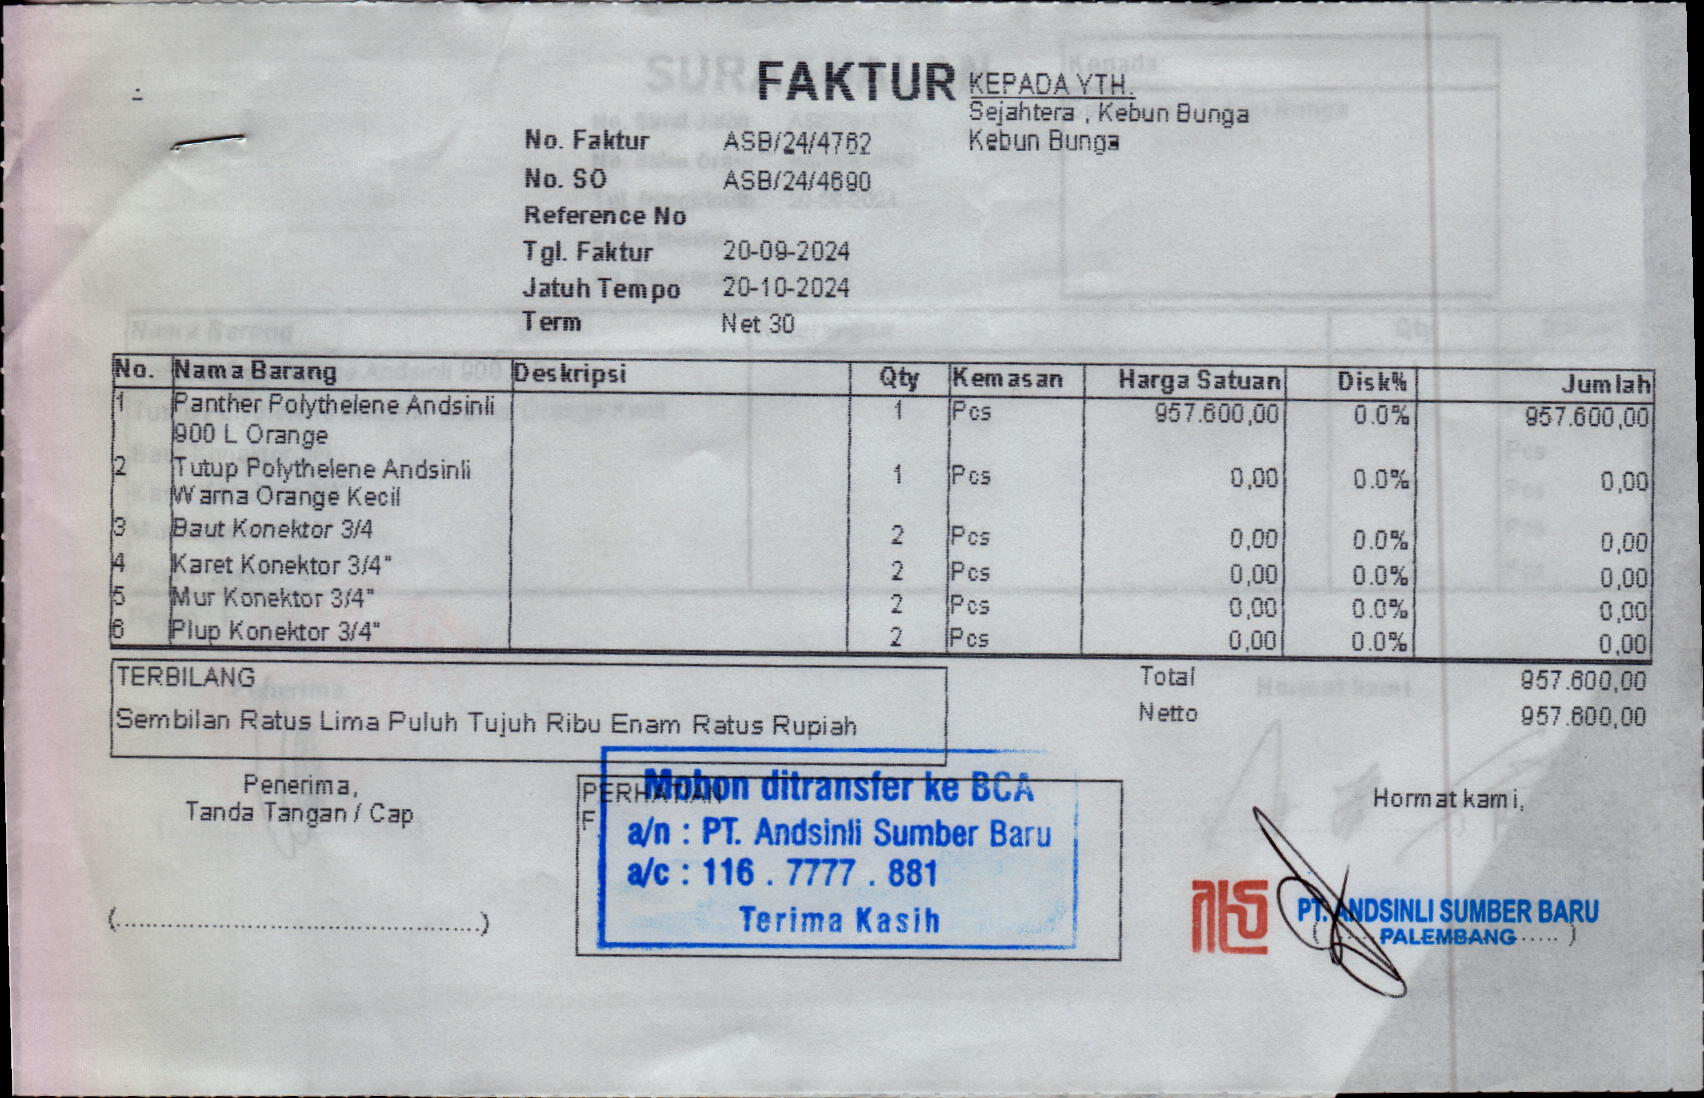 FAKTUR
KEPADA YTH.
Sejahtera , Kebun Bunga
Kebun Bunga
No. Faktur ASB/24/4762
No. SO ASB/24/4690
Reference No
Tgl. Faktur 20-09-2024
Jatuh Tempo 20-10-2024
Term Net 30
No. Nama Barang Deskripsi Qty Kemasan Harga Satuan Disk% Jumlah
1 Panther Polythelene Andsinli 1 Pcs 957.600,00 0.0% 957.600,00
900 L Orange
2 Tutup Polythelene Andsinli 1 Pcs 0,00 0.0% 0,00
Warna Orange Kecil
3 Baut Konektor 3/4 2 Pcs 0,00 0.0% 0,00
4 Karet Konektor 3/4" 2 Pcs 0,00 0.0% 0,00
5 Mur Konektor 3/4" 2 Pcs 0,00 0.0% 0,00
6 Plup Konektor 3/4" 2 Pcs 0,00 0.0% 0,00
TERBILANG
Sembilan Ratus Lima Puluh Tujuh Ribu Enam Ratus Rupiah
Total 957.600,00
Netto 957.600,00
Penerima,
Tanda Tangan / Cap
(................................................)
PERHATIAN
F
Mohon ditransfer ke BCA
a/n : PT. Andsinli Sumber Baru
a/c : 116 . 7777 . 881
Terima Kasih
Hormat kami,
PT. ANDSINLI SUMBER BARU
PALEMBANG